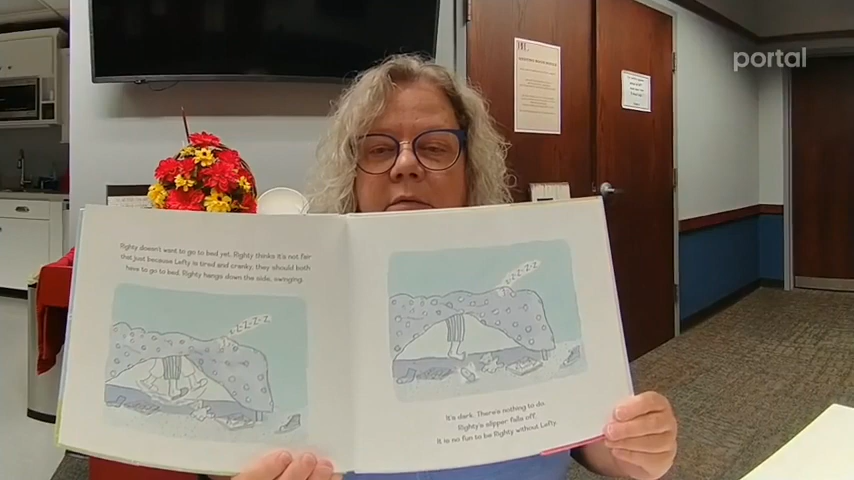 portal
Righty doesn't want to go to bed yet. Righty thinks it's not fair
that just because Lefty is tired and cranky, they should both
have to go to bed. Righty hangs down the side, swinging.
z z z z z
z z z z z
It's dark. There's nothing to do.
Righty's slipper falls off.
It is no fun to be Righty without Lefty.